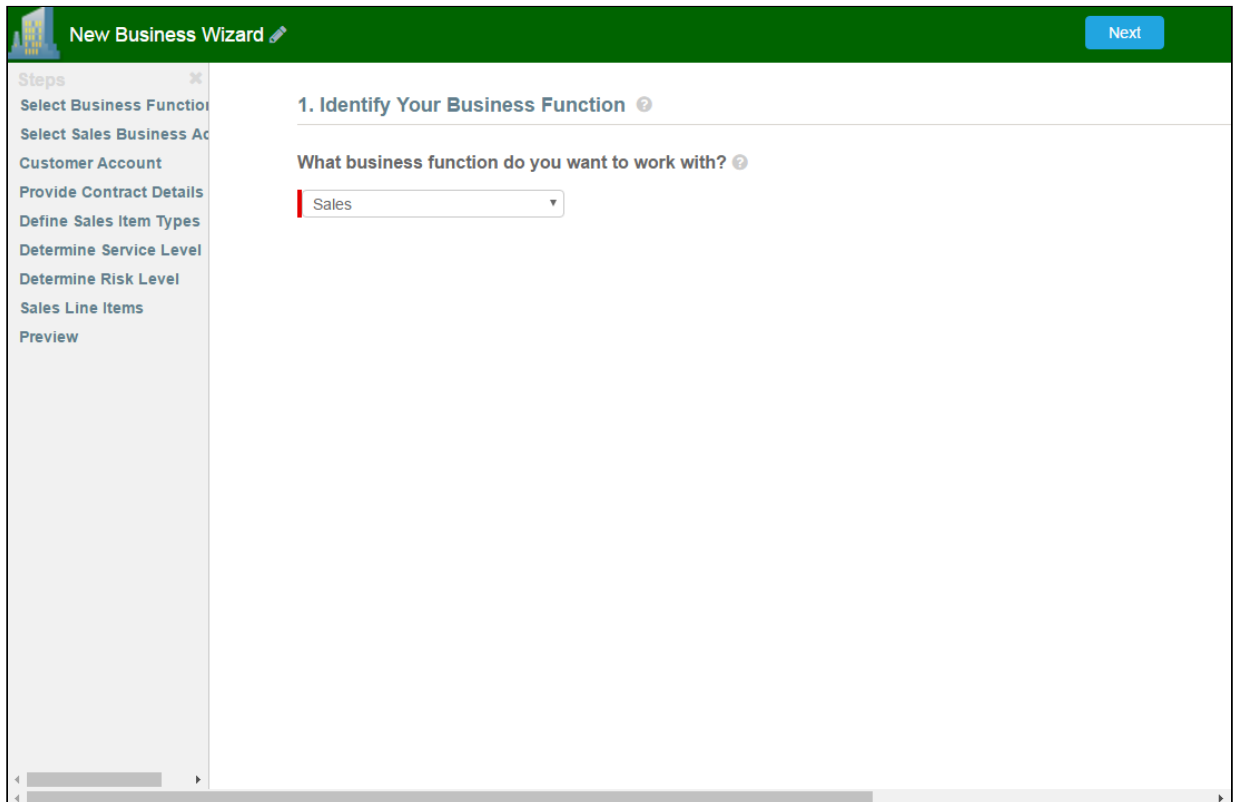 New Business Wizard
Next
Steps
Select Business Function
Select Sales Business Ac
Customer Account
Provide Contract Details
Define Sales Item Types
Determine Service Level
Determine Risk Level
Sales Line Items
Preview
1. Identify Your Business Function
What business function do you want to work with?
Sales